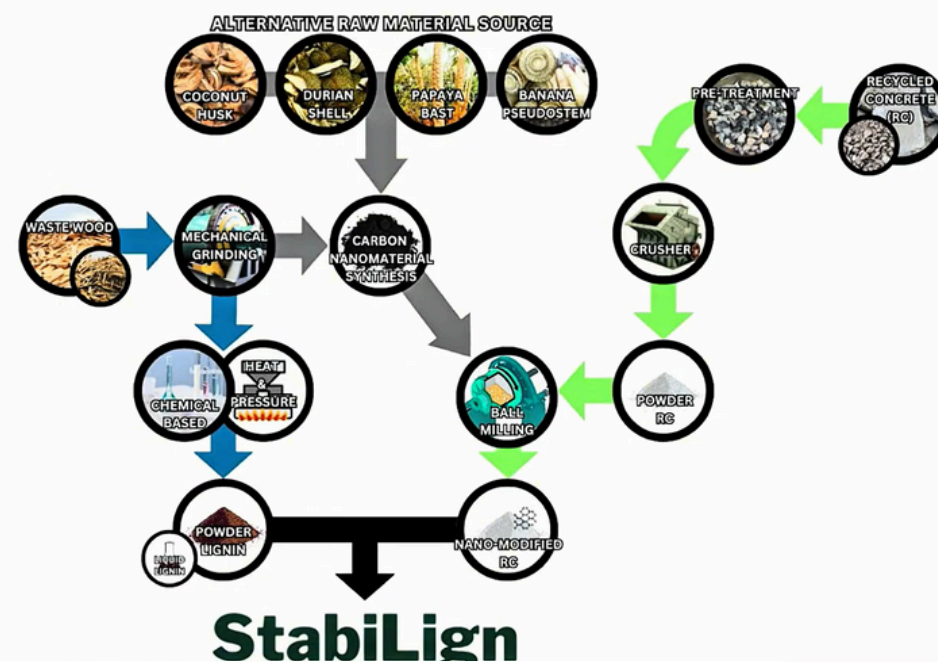 ALTERNATIVE RAW MATERIAL SOURCE
COCONUT
HUSK
DURIAN
SHELL
PAPAYA
BAST
BANANA
PSEUDOSTEM
PRE-TREATMENT
RECYCLED
CONCRETE
(RC)
WASTE WOOD
MECHANICAL
GRINDING
CARBON
NANOMATERIAL
SYNTHESIS
CRUSHER
CHEMICAL
BASED
HEAT
&
PRESSURE
BALL
MILLING
POWDER
RC
POWDER
LIGNIN
LIQUID
LIGNIN
NANO-MODIFIED
RC
StabiLign